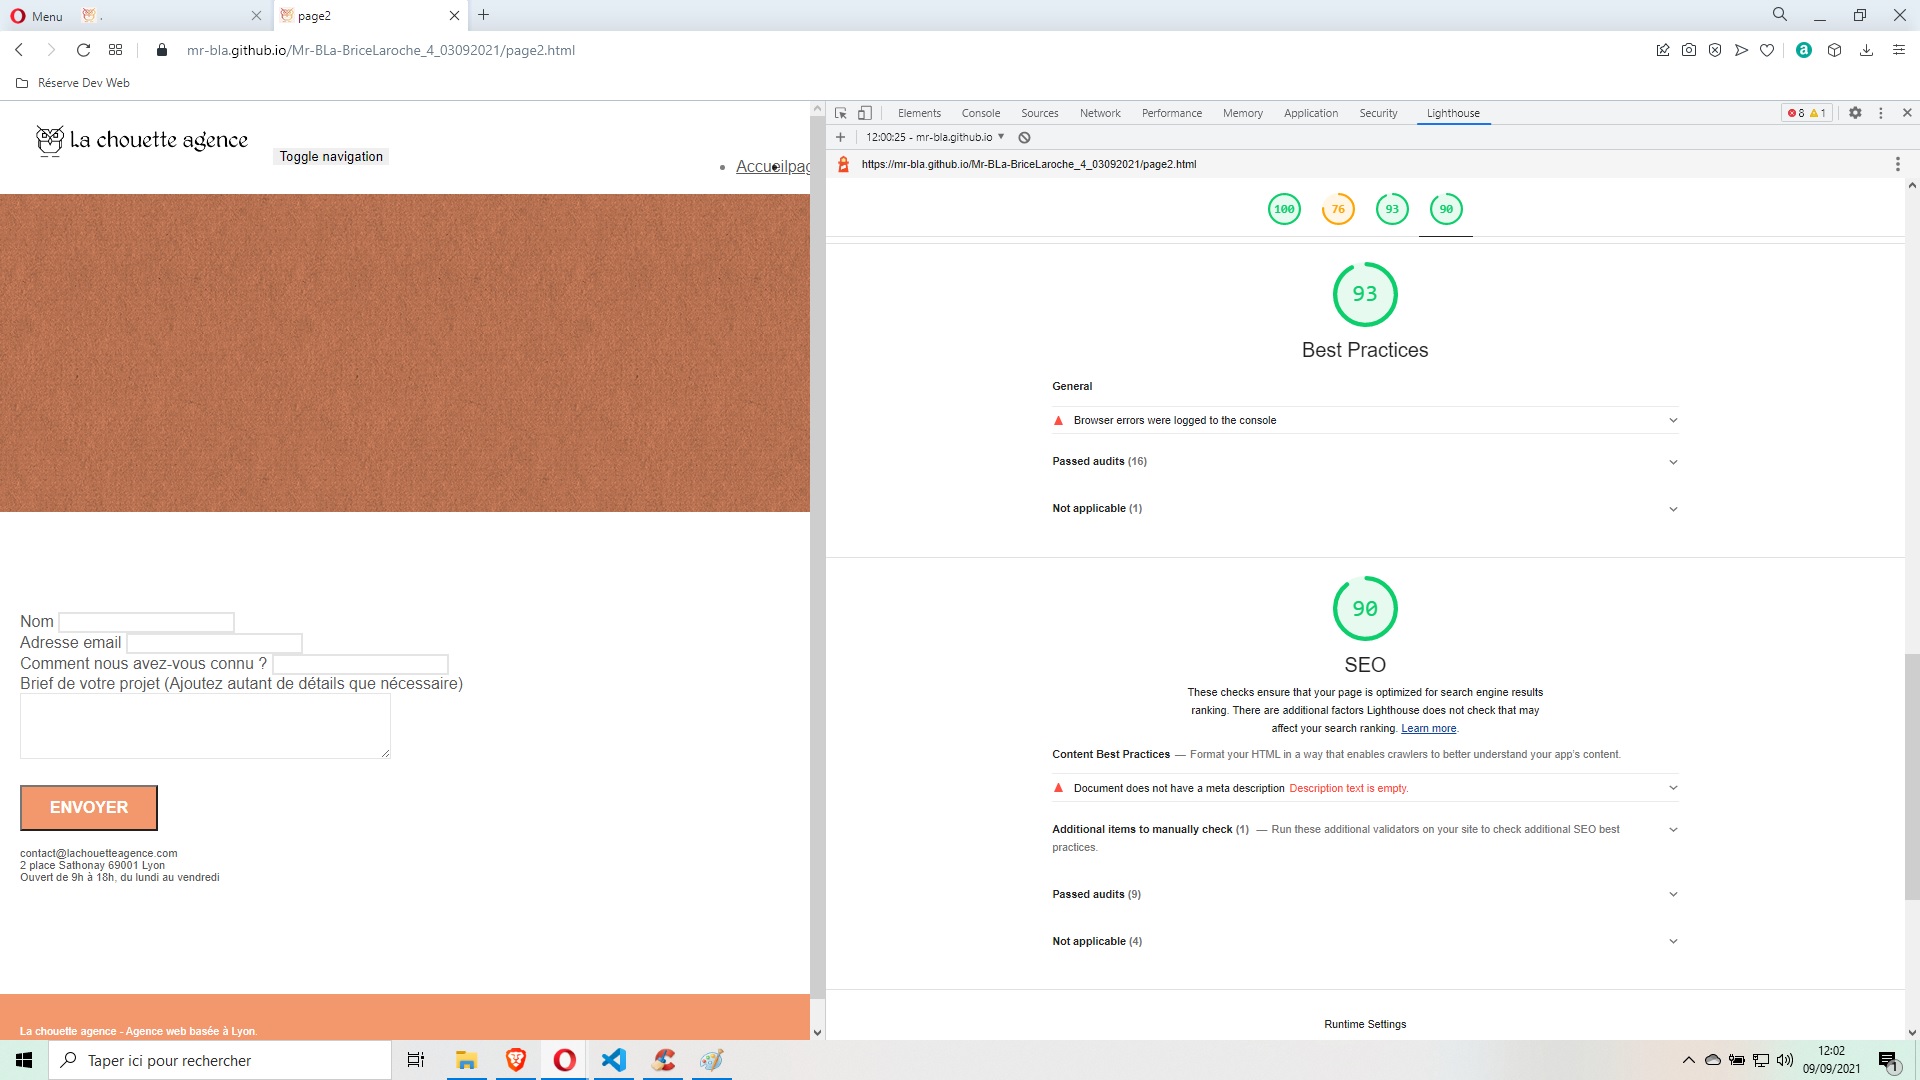 Menu
.
page2
mr-bla.github.io/Mr-BLa-BriceLaroche_4_03092021/page2.html
Réserve Dev Web
La chouette agence
Toggle navigation
Accueil
Elements
Console
Sources
Network
Performance
Memory
Application
Security
Lighthouse
8
1
12:00:25 - mr-bla.github.io
https://mr-bla.github.io/Mr-BLa-BriceLaroche_4_03092021/page2.html
100
76
93
90
93
Best Practices
General
Browser errors were logged to the console
Passed audits (16)
Not applicable (1)
90
SEO
These checks ensure that your page is optimized for search engine results
ranking. There are additional factors Lighthouse does not check that may
affect your search ranking. Learn more.
Content Best Practices — Format your HTML in a way that enables crawlers to better understand your app's content.
Document does not have a meta description Description text is empty.
Additional items to manually check (1) — Run these additional validators on your site to check additional SEO best
practices.
Passed audits (9)
Not applicable (4)
Runtime Settings
Nom
Adresse email
Comment nous avez-vous connu ?
Brief de votre projet (Ajoutez autant de détails que nécessaire)
ENVOYER
contact@lachouetteagence.com
2 place Sathonay 69001 Lyon
Ouvert de 9h à 18h, du lundi au vendredi
La chouette agence - Agence web basée à Lyon.
Taper ici pour rechercher
12:02
09/09/2021
1